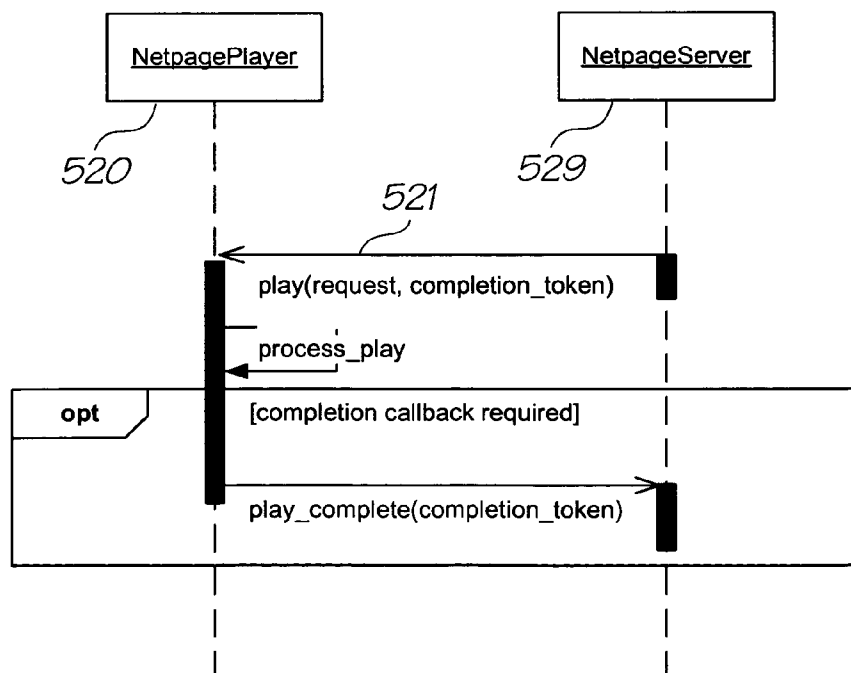 NetpagePlayer
NetpageServer
520
529
521
play(request, completion_token)
process_play
opt
[completion callback required]
play_complete(completion_token)